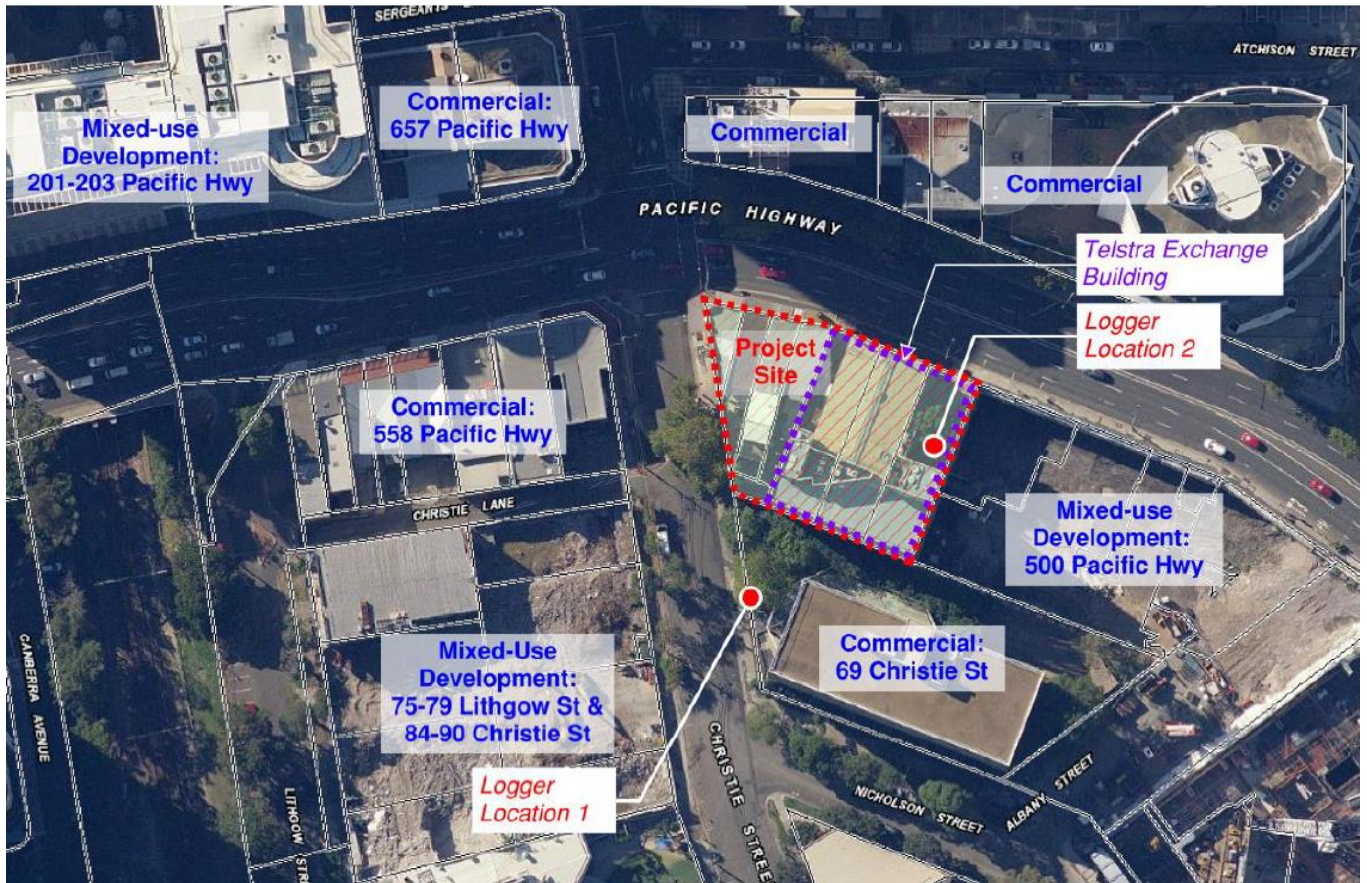 SERGEANTS
ATCHISON STREET
Mixed-use
Development:
201-203 Pacific Hwy
Commercial:
657 Pacific Hwy
Commercial
Commercial
PACIFIC HIGHWAY
Telstra Exchange
Building
Logger
Location 2
Project
Site
Commercial:
558 Pacific Hwy
CHRISTIE LANE
Mixed-use
Development:
500 Pacific Hwy
Commercial:
69 Christie St
Mixed-Use
Development:
75-79 Lithgow St &
84-90 Christie St
CANBERRA AVENUE
Logger
Location 1
LITHGOW STR
CHRISTIE STREE
NICHOLSON STREET
ALBANY STREET